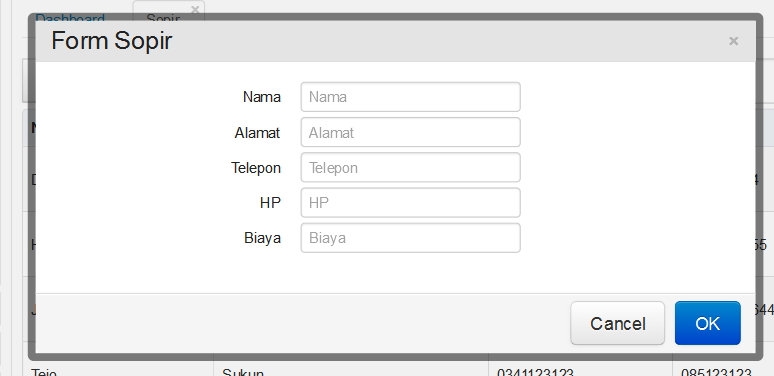 Dashboard Sopir ×
Form Sopir ×
Nama Nama
Alamat Alamat
Telepon Telepon
HP HP
Biaya Biaya
Cancel OK
Tejo Sukun 0341123123 085123123